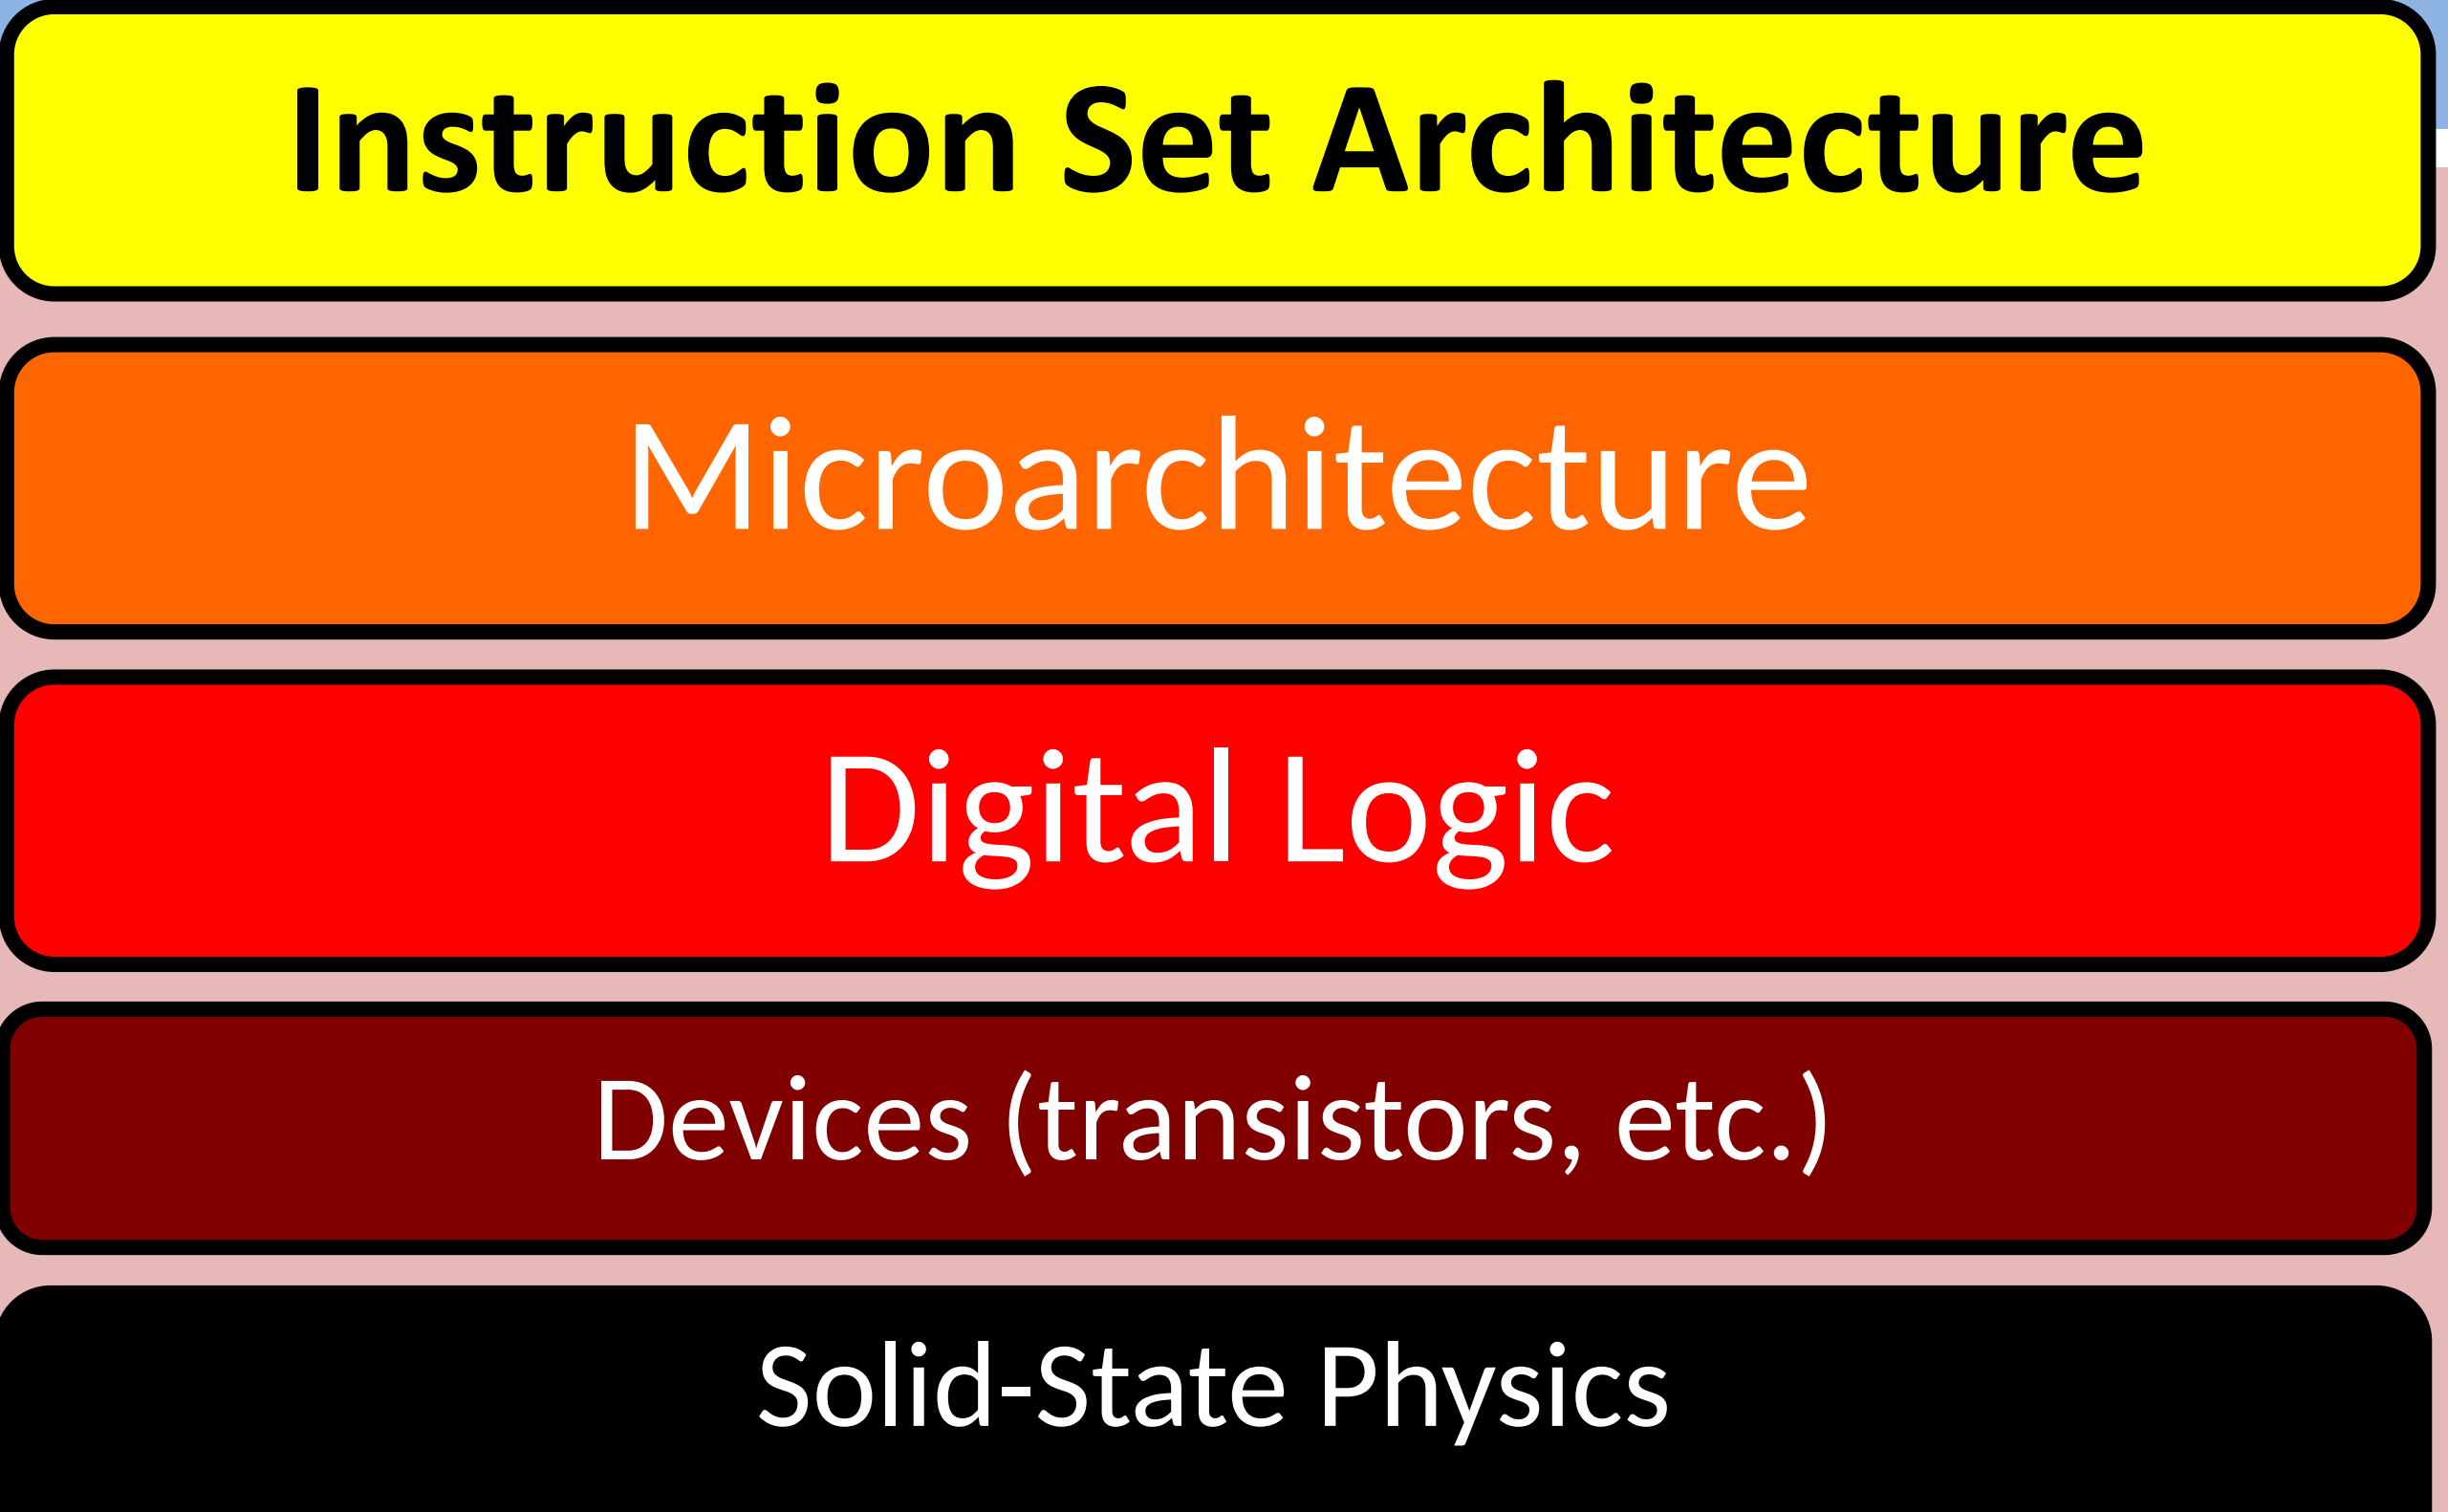 Instruction Set Architecture
Microarchitecture
Digital Logic
Devices (transistors, etc.)
Solid-State Physics